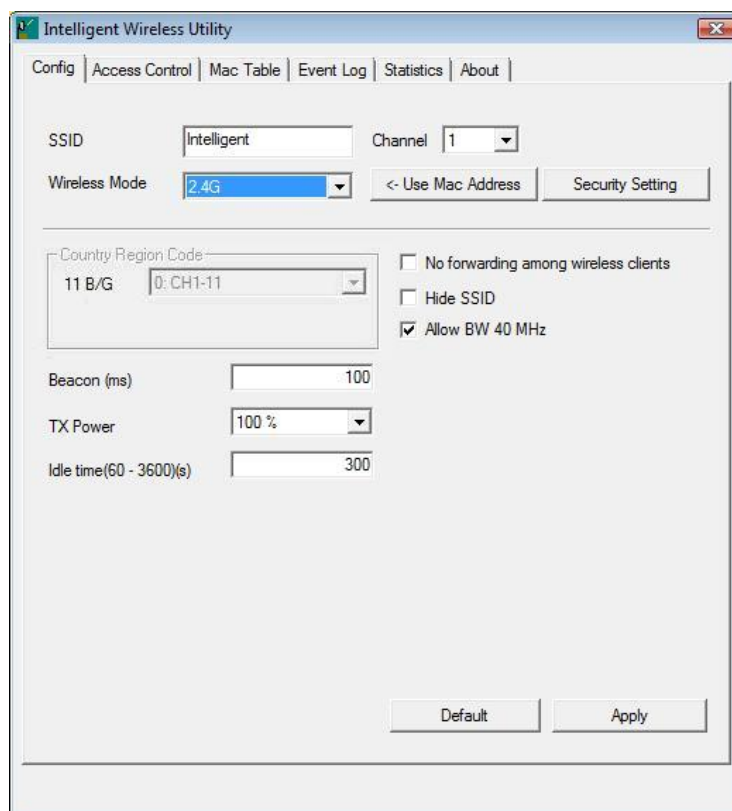 Intelligent Wireless Utility
Config Access Control Mac Table Event Log Statistics About
SSID Intelligent Channel 1
Wireless Mode 2.4G <- Use Mac Address Security Setting
Country Region Code
11 B/G 0: CH1-11
No forwarding among wireless clients
Hide SSID
Allow BW 40 MHz
Beacon (ms) 100
TX Power 100 %
Idle time(60 - 3600)(s) 300
Default Apply